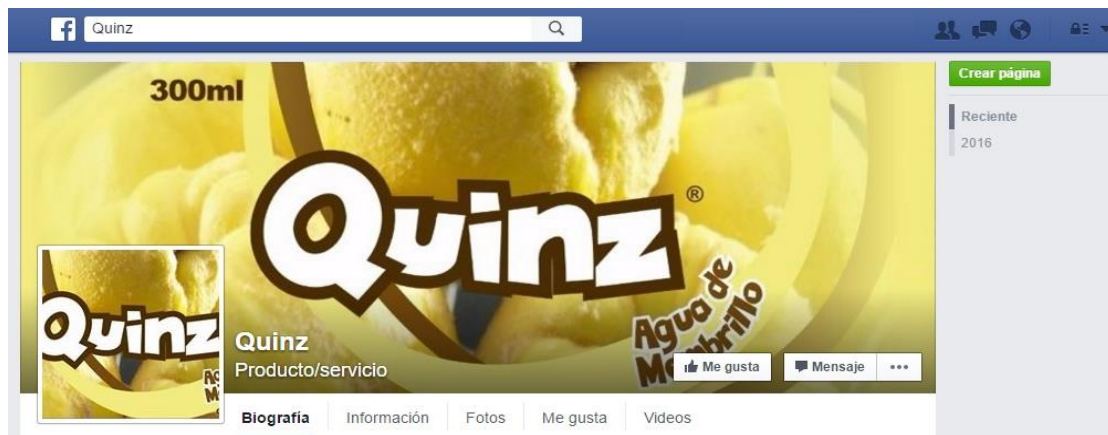 Quinz
Crear página
Reciente
2016
300ml
Quinz®
Agua de
Membrillo
Quinz
Quinz
Producto/servicio
Me gusta
Mensaje
Biografía
Información
Fotos
Me gusta
Videos